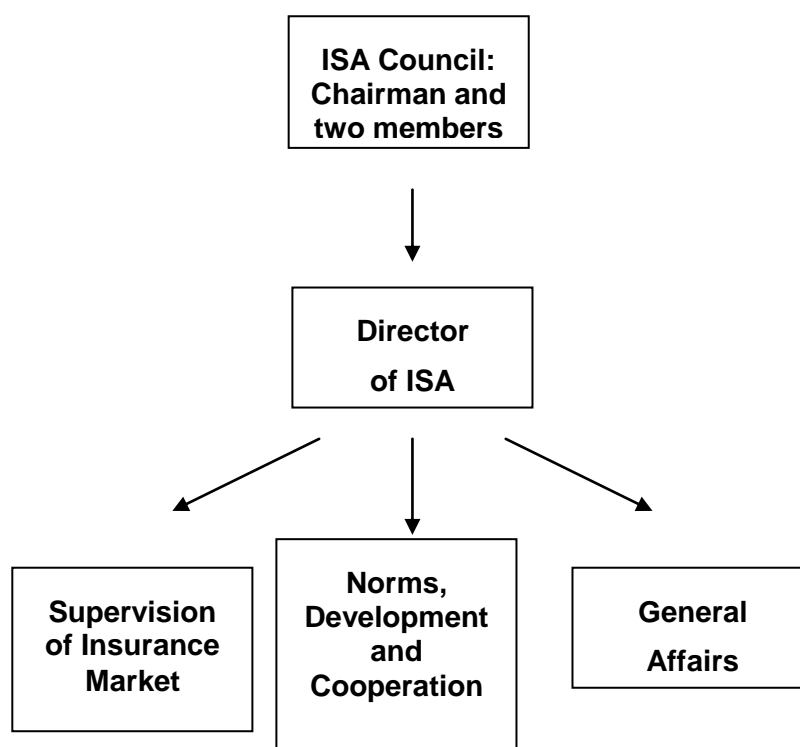 ISA Council:
Chairman and
two members
Director
of ISA
Supervision
of Insurance
Market
Norms,
Development
and
Cooperation
General
Affairs